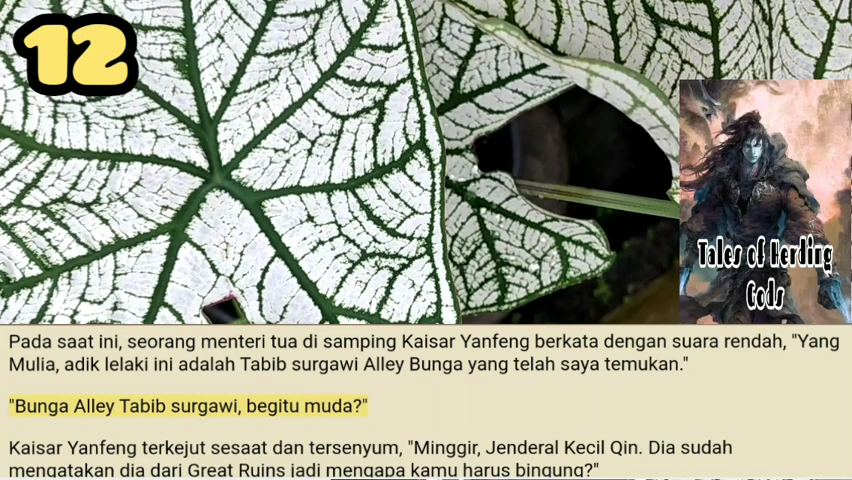 12
Tales of Herding
Gods
Pada saat ini, seorang menteri tua di samping Kaisar Yanfeng berkata dengan suara rendah, "Yang
Mulia, adik lelaki ini adalah Tabib surgawi Alley Bunga yang telah saya temukan."
"Bunga Alley Tabib surgawi, begitu muda?"
Kaisar Yanfeng terkejut sesaat dan tersenyum, "Minggir, Jenderal Kecil Qin. Dia sudah
mengatakan dia dari Great Ruins jadi mengapa kamu harus bingung?"